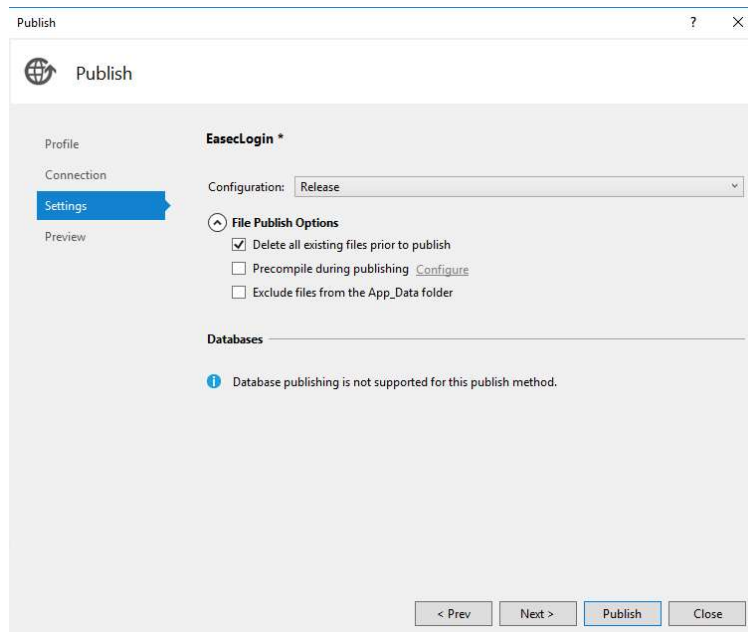 Publish
?
Publish
Profile
Connection
Settings
Preview
EasecLogin *
Configuration: Release
File Publish Options
Delete all existing files prior to publish
Precompile during publishing Configure
Exclude files from the App_Data folder
Databases
Database publishing is not supported for this publish method.
< Prev Next > Publish Close